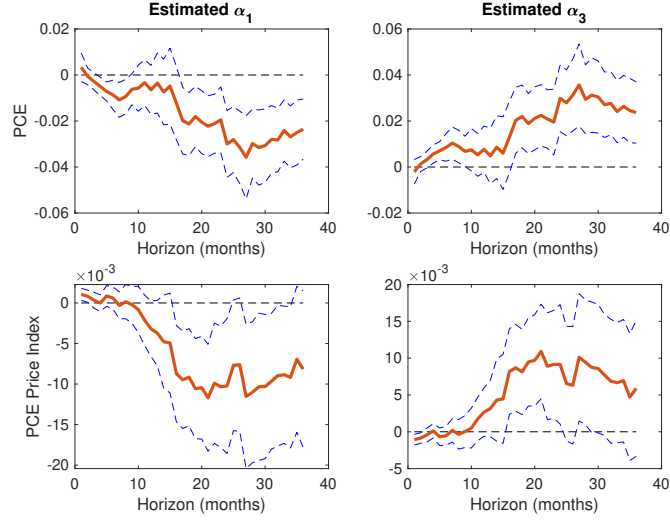 Estimated α1
0.02
0
-0.02
-0.04
-0.06
PCE
0 10 20 30 40
Horizon (months)
Estimated α3
0.06
0.04
0.02
0
-0.02
0 10 20 30 40
Horizon (months)
×10-3
0
-5
-10
-15
-20
PCE Price Index
0 10 20 30 40
Horizon (months)
×10-3
20
15
10
5
0
-5
0 10 20 30 40
Horizon (months)